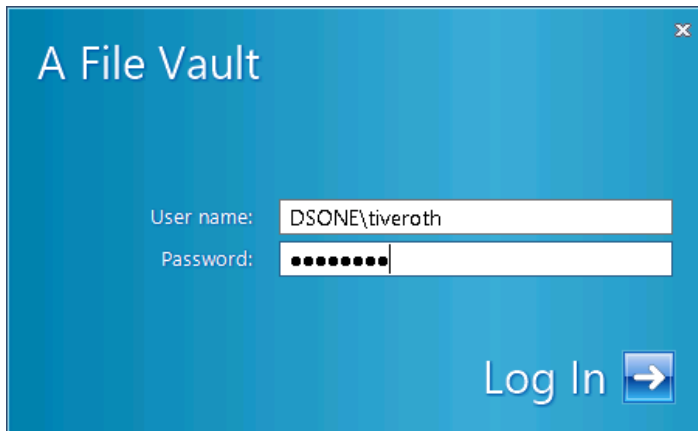 A File Vault
User name: DSONE\tiveroth
Password: ●●●●●●●●
Log In